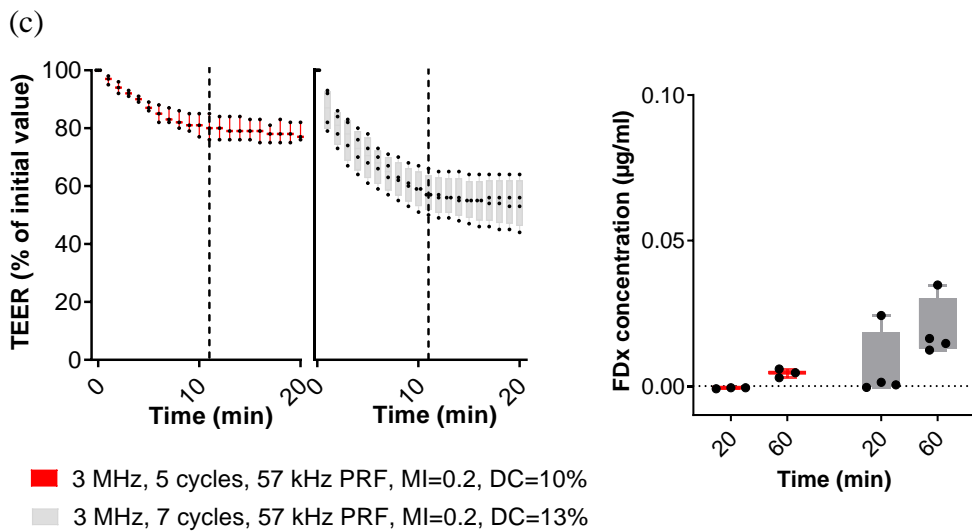 (c)
TEER (% of initial value)
100
80
60
40
20
0
0
10
20
Time (min)
0
10
20
Time (min)
FDx concentration (µg/ml)
0.10
0.05
0.00
20
60
20
60
Time (min)
3 MHz, 5 cycles, 57 kHz PRF, MI=0.2, DC=10%
3 MHz, 7 cycles, 57 kHz PRF, MI=0.2, DC=13%